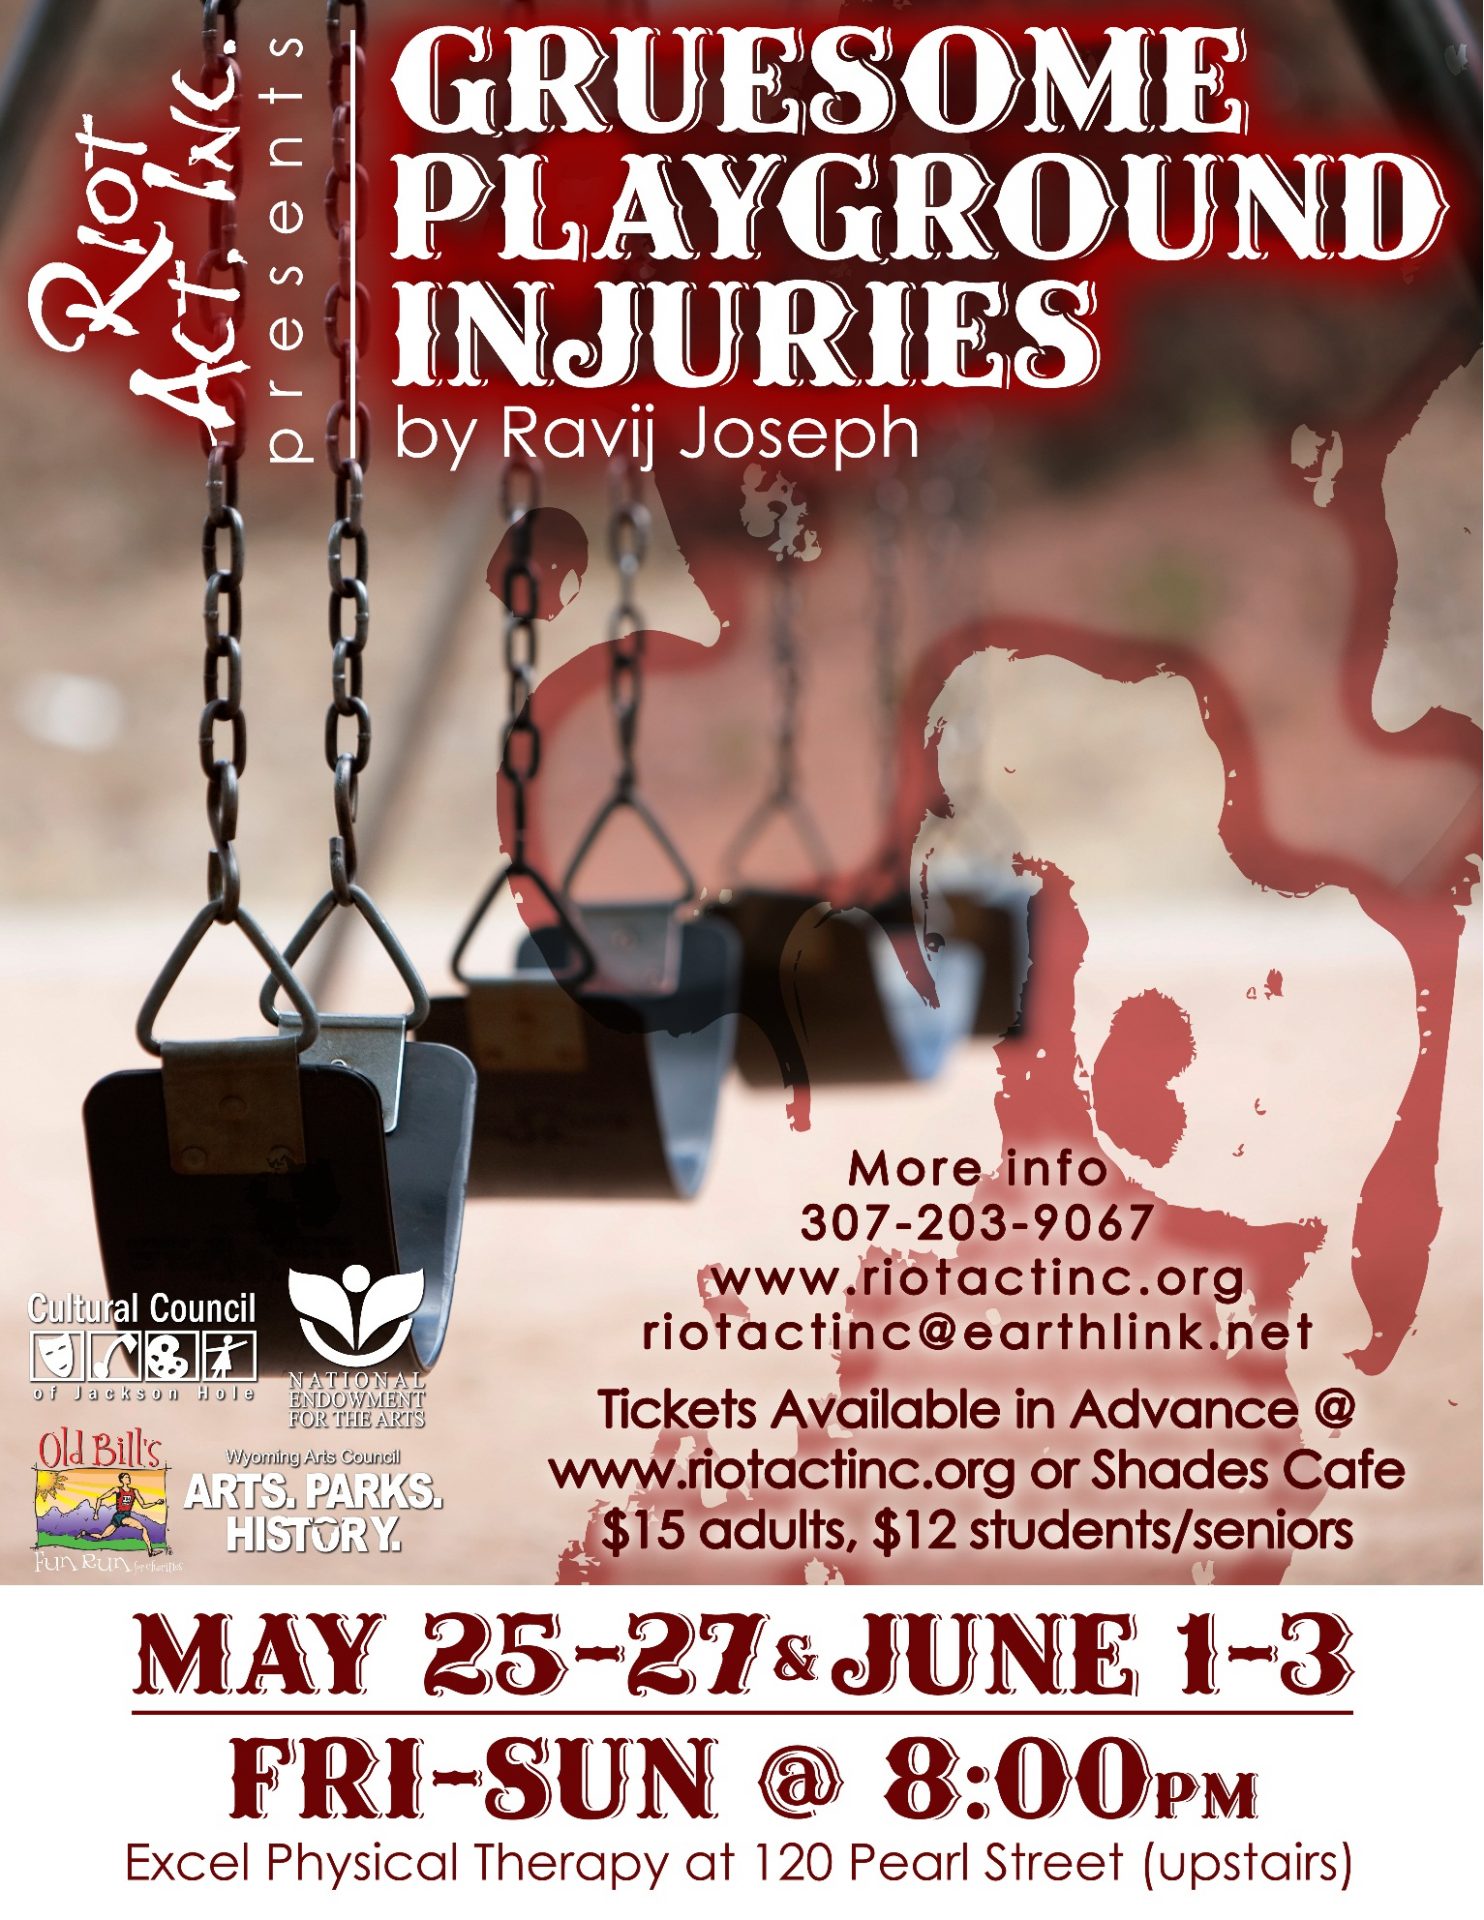 Riot
Act, Inc.
presents
GRUESOME
PLAYGROUND
INJURIES
by Ravij Joseph
More info
307-203-9067
www.riotactinc.org
riotactinc@earthlink.net
Tickets Available in Advance @
www.riotactinc.org or Shades Cafe
$15 adults, $12 students/seniors
Cultural Council
of Jackson Hole
NATIONAL
ENDOWMENT
FOR THE ARTS
Old Bill's
Fun Run for Charities
Wyoming Arts Council
ARTS. PARKS.
HISTORY.
MAY 25-27 & JUNE 1-3
FRI-SUN @ 8:00PM
Excel Physical Therapy at 120 Pearl Street (upstairs)